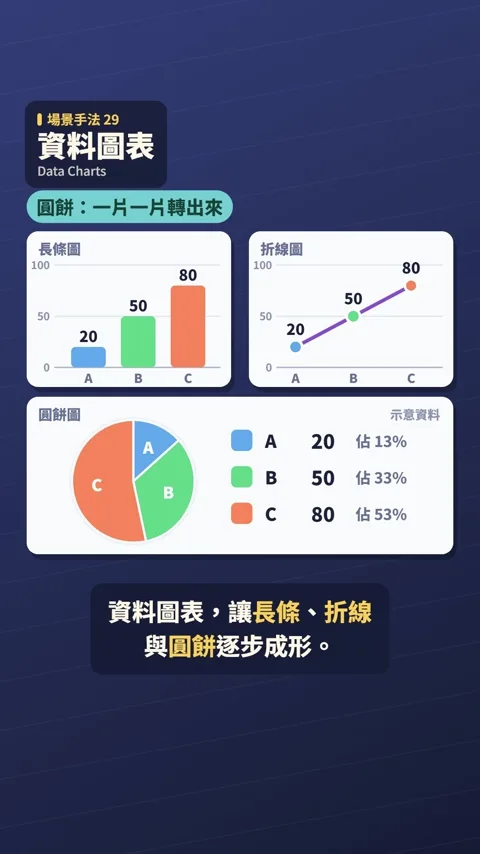 場景手法 29
資料圖表
Data Charts
圓餅：一片一片轉出來
長條圖
100
50
0
20
50
80
A
B
C
折線圖
100
50
0
20
50
80
A
B
C
圓餅圖
示意資料
A
B
C
A 20 佔 13%
B 50 佔 33%
C 80 佔 53%
資料圖表，讓長條、折線
與圓餅逐步成形。